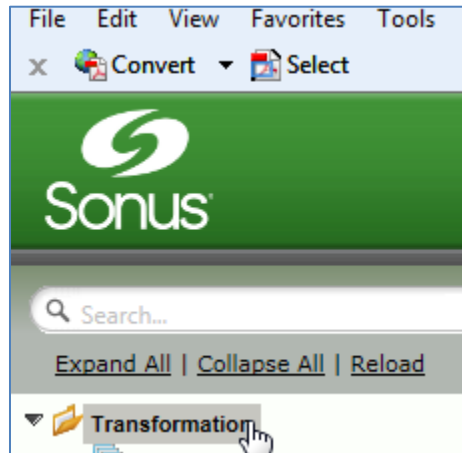 File Edit View Favorites Tools
x Convert Select
Sonus
Search...
Expand All | Collapse All | Reload
Transformation